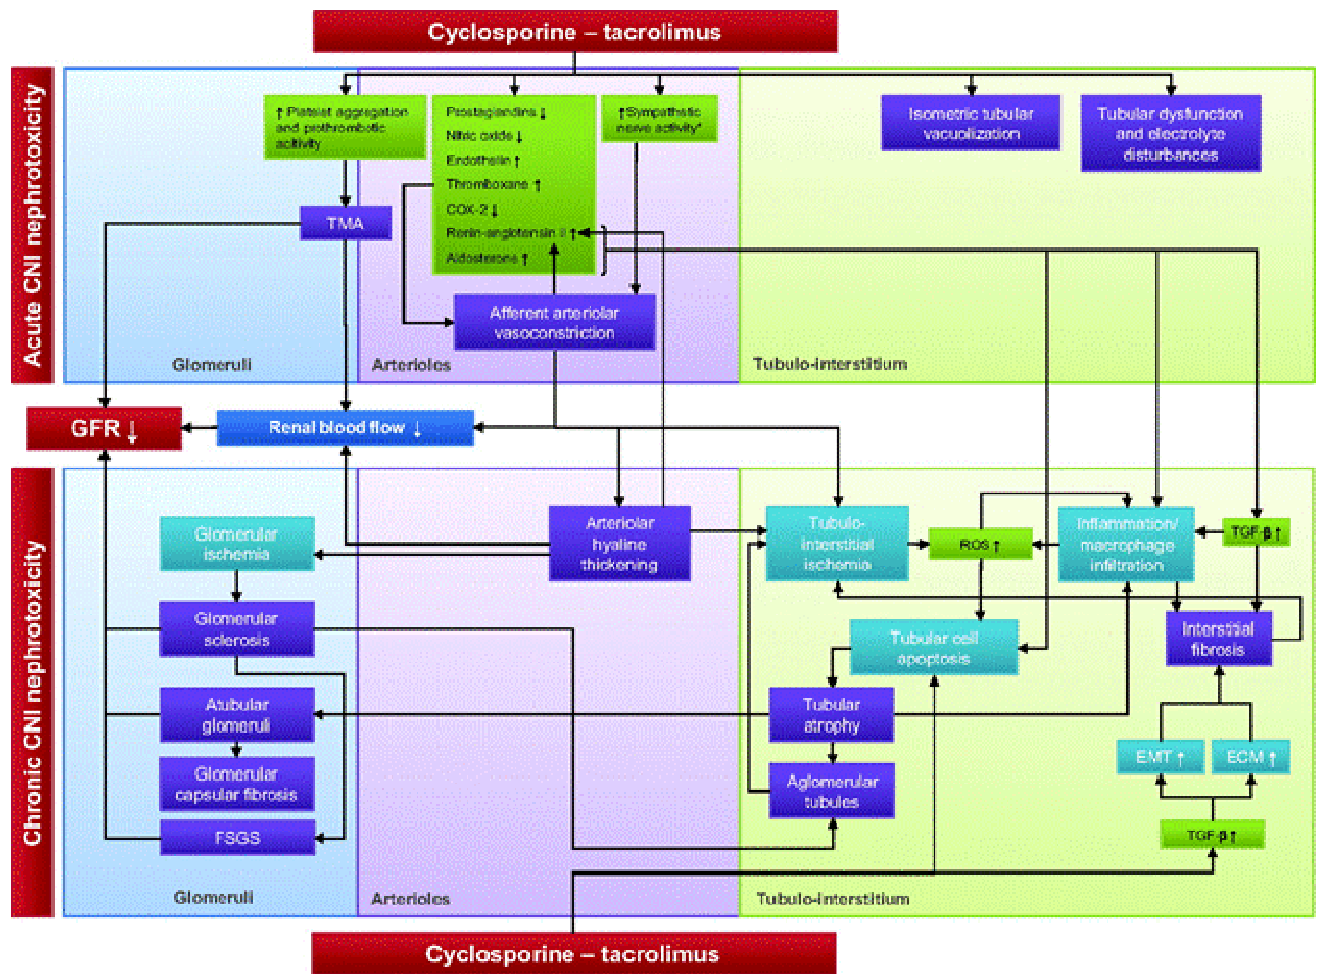 Cyclosporine – tacrolimus
Acute CNI nephrotoxicity
↑ Platelet aggregation
and prothrombotic
acitivity
Prostaglandins ↓
Nitric oxide ↓
Endothelin ↑
Thromboxane ↑
COX-2 ↓
Renin-angiotensin II ↑
Aldosterone ↑
↑Sympathetic
nerve activity*
Isometric tubular
vacuolization
Tubular dysfunction
and electrolyte
disturbances
TMA
Afferent arteriolar
vasoconstriction
Glomeruli
Arterioles
Tubulo-interstitium
GFR ↓
Renal blood flow ↓
Chronic CNI nephrotoxicity
Glomerular
ischemia
Arteriolar
hyaline
thickening
Tubulo-
interstitial
ischemia
ROS ↑
Inflammation/
macrophage
infiltration
TGF-β ↑
Glomerular
sclerosis
Tubular cell
apoptosis
Interstitial
fibrosis
Atubular
glomeruli
Tubular
atrophy
EMT ↑
ECM ↑
Glomerular
capsular fibrosis
Aglomerular
tubules
FSGS
TGF-β ↑
Glomeruli
Arterioles
Tubulo-interstitium
Cyclosporine – tacrolimus